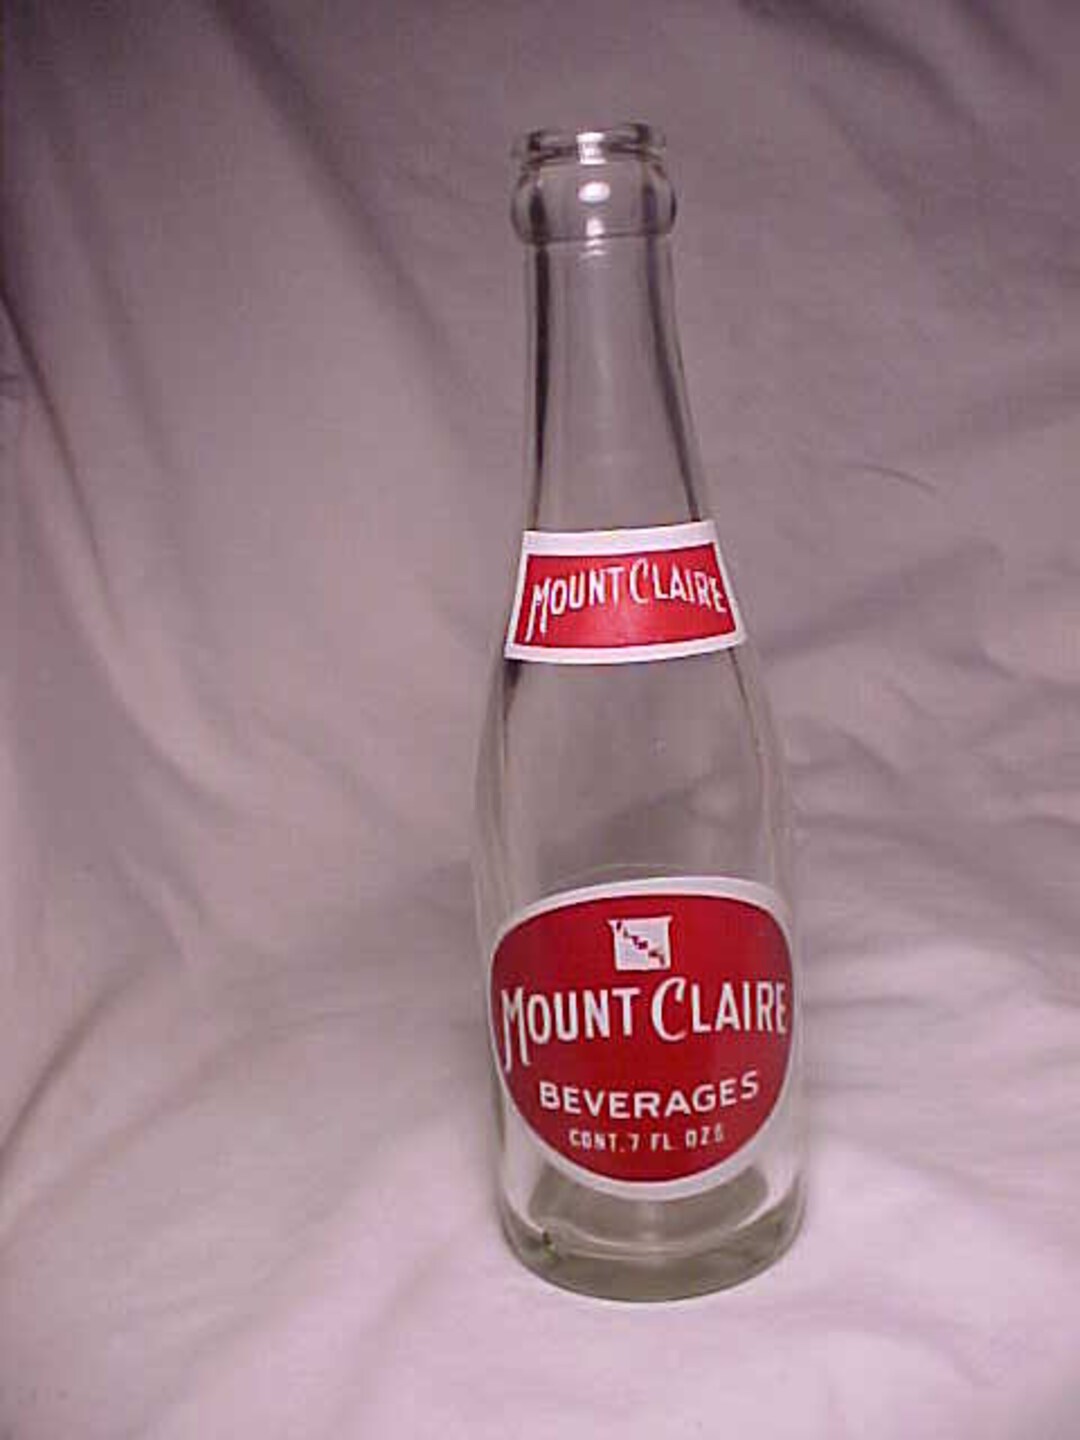 MOUNT CLAIRE
MOUNT CLAIRE
BEVERAGES
CONT. 7 FL. OZS.